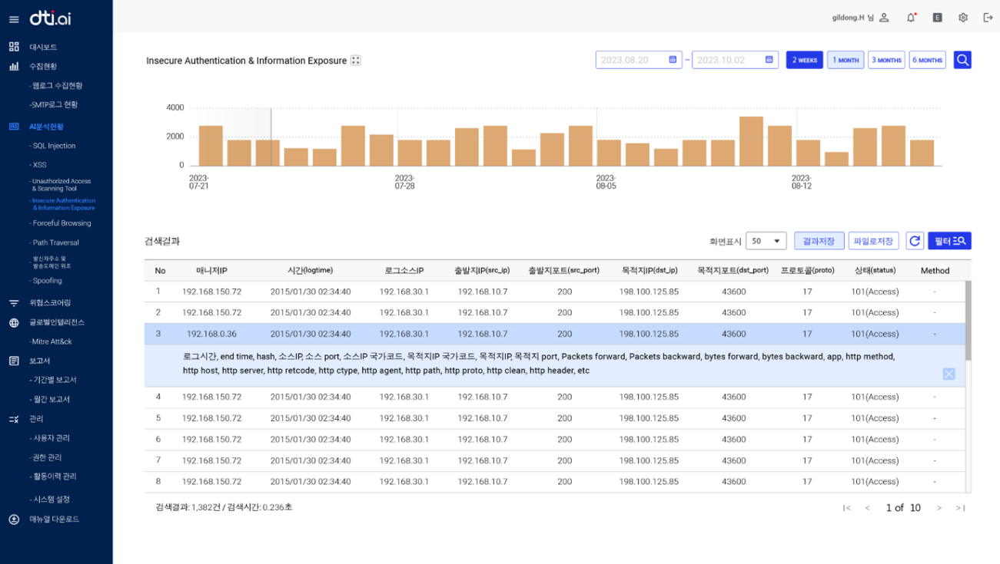 dti.ai
gildong.H 님
E
대시보드
수집현황
- 웹로그 수집현황
-SMTP로그 현황
AI
AI분석현황
- SQL Injection
- XSS
- Unauthorized Access
& Scanning Tool
- Insecure Authentication
& Information Exposure
- Forceful Browsing
- Path Traversal
- 발신자주소 및
발송도메인 위조
- Spoofing
위협스코어링
글로벌인텔리전스
- Mitre Att&ck
보고서
- 기간별 보고서
- 월간 보고서
관리
- 사용자 관리
- 권한 관리
- 활동이력 관리
- 시스템 설정
매뉴얼 다운로드
Insecure Authentication & Information Exposure
2023.08.20 – 2023.10.02 2 WEEKS 1 MONTH 3 MONTHS 6 MONTHS
4000
2000
0
2023-07-21 2023-07-28 2023-08-05 2023-08-12
검색결과
화면표시 50 결과저장 파일로저장 필터
No 매니저IP 시간(logtime) 로그소스IP 출발지IP(src_ip) 출발지포트(src_port) 목적지IP(dst_ip) 목적지포트(dst_port) 프로토콜(proto) 상태(status) Method
1 192.168.150.72 2015/01/30 02:34:40 192.168.30.1 192.168.10.7 200 198.100.125.85 43600 17 101(Access) -
2 192.168.150.72 2015/01/30 02:34:40 192.168.30.1 192.168.10.7 200 198.100.125.85 43600 17 101(Access) -
3 192.168.0.36 2015/01/30 02:34:40 192.168.30.1 192.168.10.7 200 198.100.125.85 43600 17 101(Access) -
로그시간, end time, hash, 소스IP, 소스 port, 소스IP 국가코드, 목적지IP 국가코드, 목적지IP, 목적지 port, Packets forward, Packets backward, bytes forward, bytes backward, app, http method,
http host, http server, http retcode, http ctype, http agent, http path, http proto, http clean, http header, etc
4 192.168.150.72 2015/01/30 02:34:40 192.168.30.1 192.168.10.7 200 198.100.125.85 43600 17 101(Access) -
5 192.168.150.72 2015/01/30 02:34:40 192.168.30.1 192.168.10.7 200 198.100.125.85 43600 17 101(Access) -
6 192.168.150.72 2015/01/30 02:34:40 192.168.30.1 192.168.10.7 200 198.100.125.85 43600 17 101(Access) -
7 192.168.150.72 2015/01/30 02:34:40 192.168.30.1 192.168.10.7 200 198.100.125.85 43600 17 101(Access) -
8 192.168.150.72 2015/01/30 02:34:40 192.168.30.1 192.168.10.7 200 198.100.125.85 43600 17 101(Access) -
검색결과: 1,382건 / 검색시간: 0.236초
|< < 1 of 10 > >|